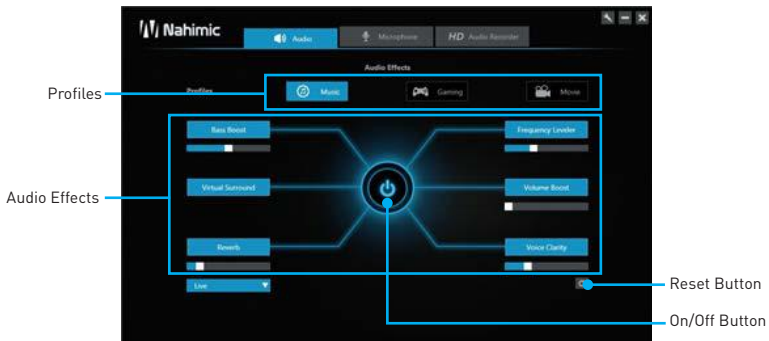 Nahimic
Audio
Microphone
HD Audio Recorder
Audio Effects
Profiles
Profiles
Music
Gaming
Movie
Audio Effects
Bass Boost
Frequency Leveler
Virtual Surround
Volume Boost
Reverb
Voice Clarity
Live
Reset Button
On/Off Button